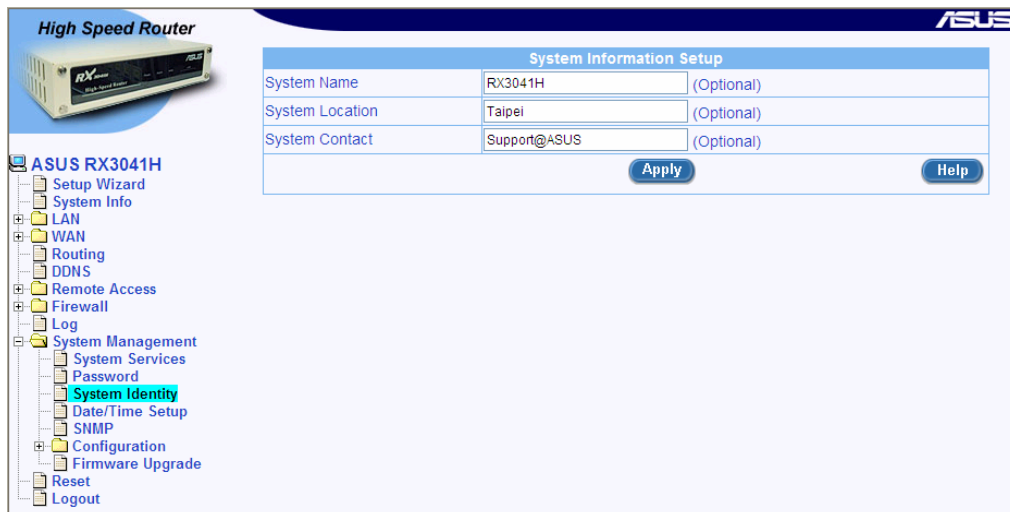 High Speed Router
ASUS
RX3041H
High Speed Router
ASUS
ASUS RX3041H
Setup Wizard
System Info
LAN
WAN
Routing
DDNS
Remote Access
Firewall
Log
System Management
System Services
Password
System Identity
Date/Time Setup
SNMP
Configuration
Firmware Upgrade
Reset
Logout
System Information Setup
System Name RX3041H (Optional)
System Location Taipei (Optional)
System Contact Support@ASUS (Optional)
Apply Help